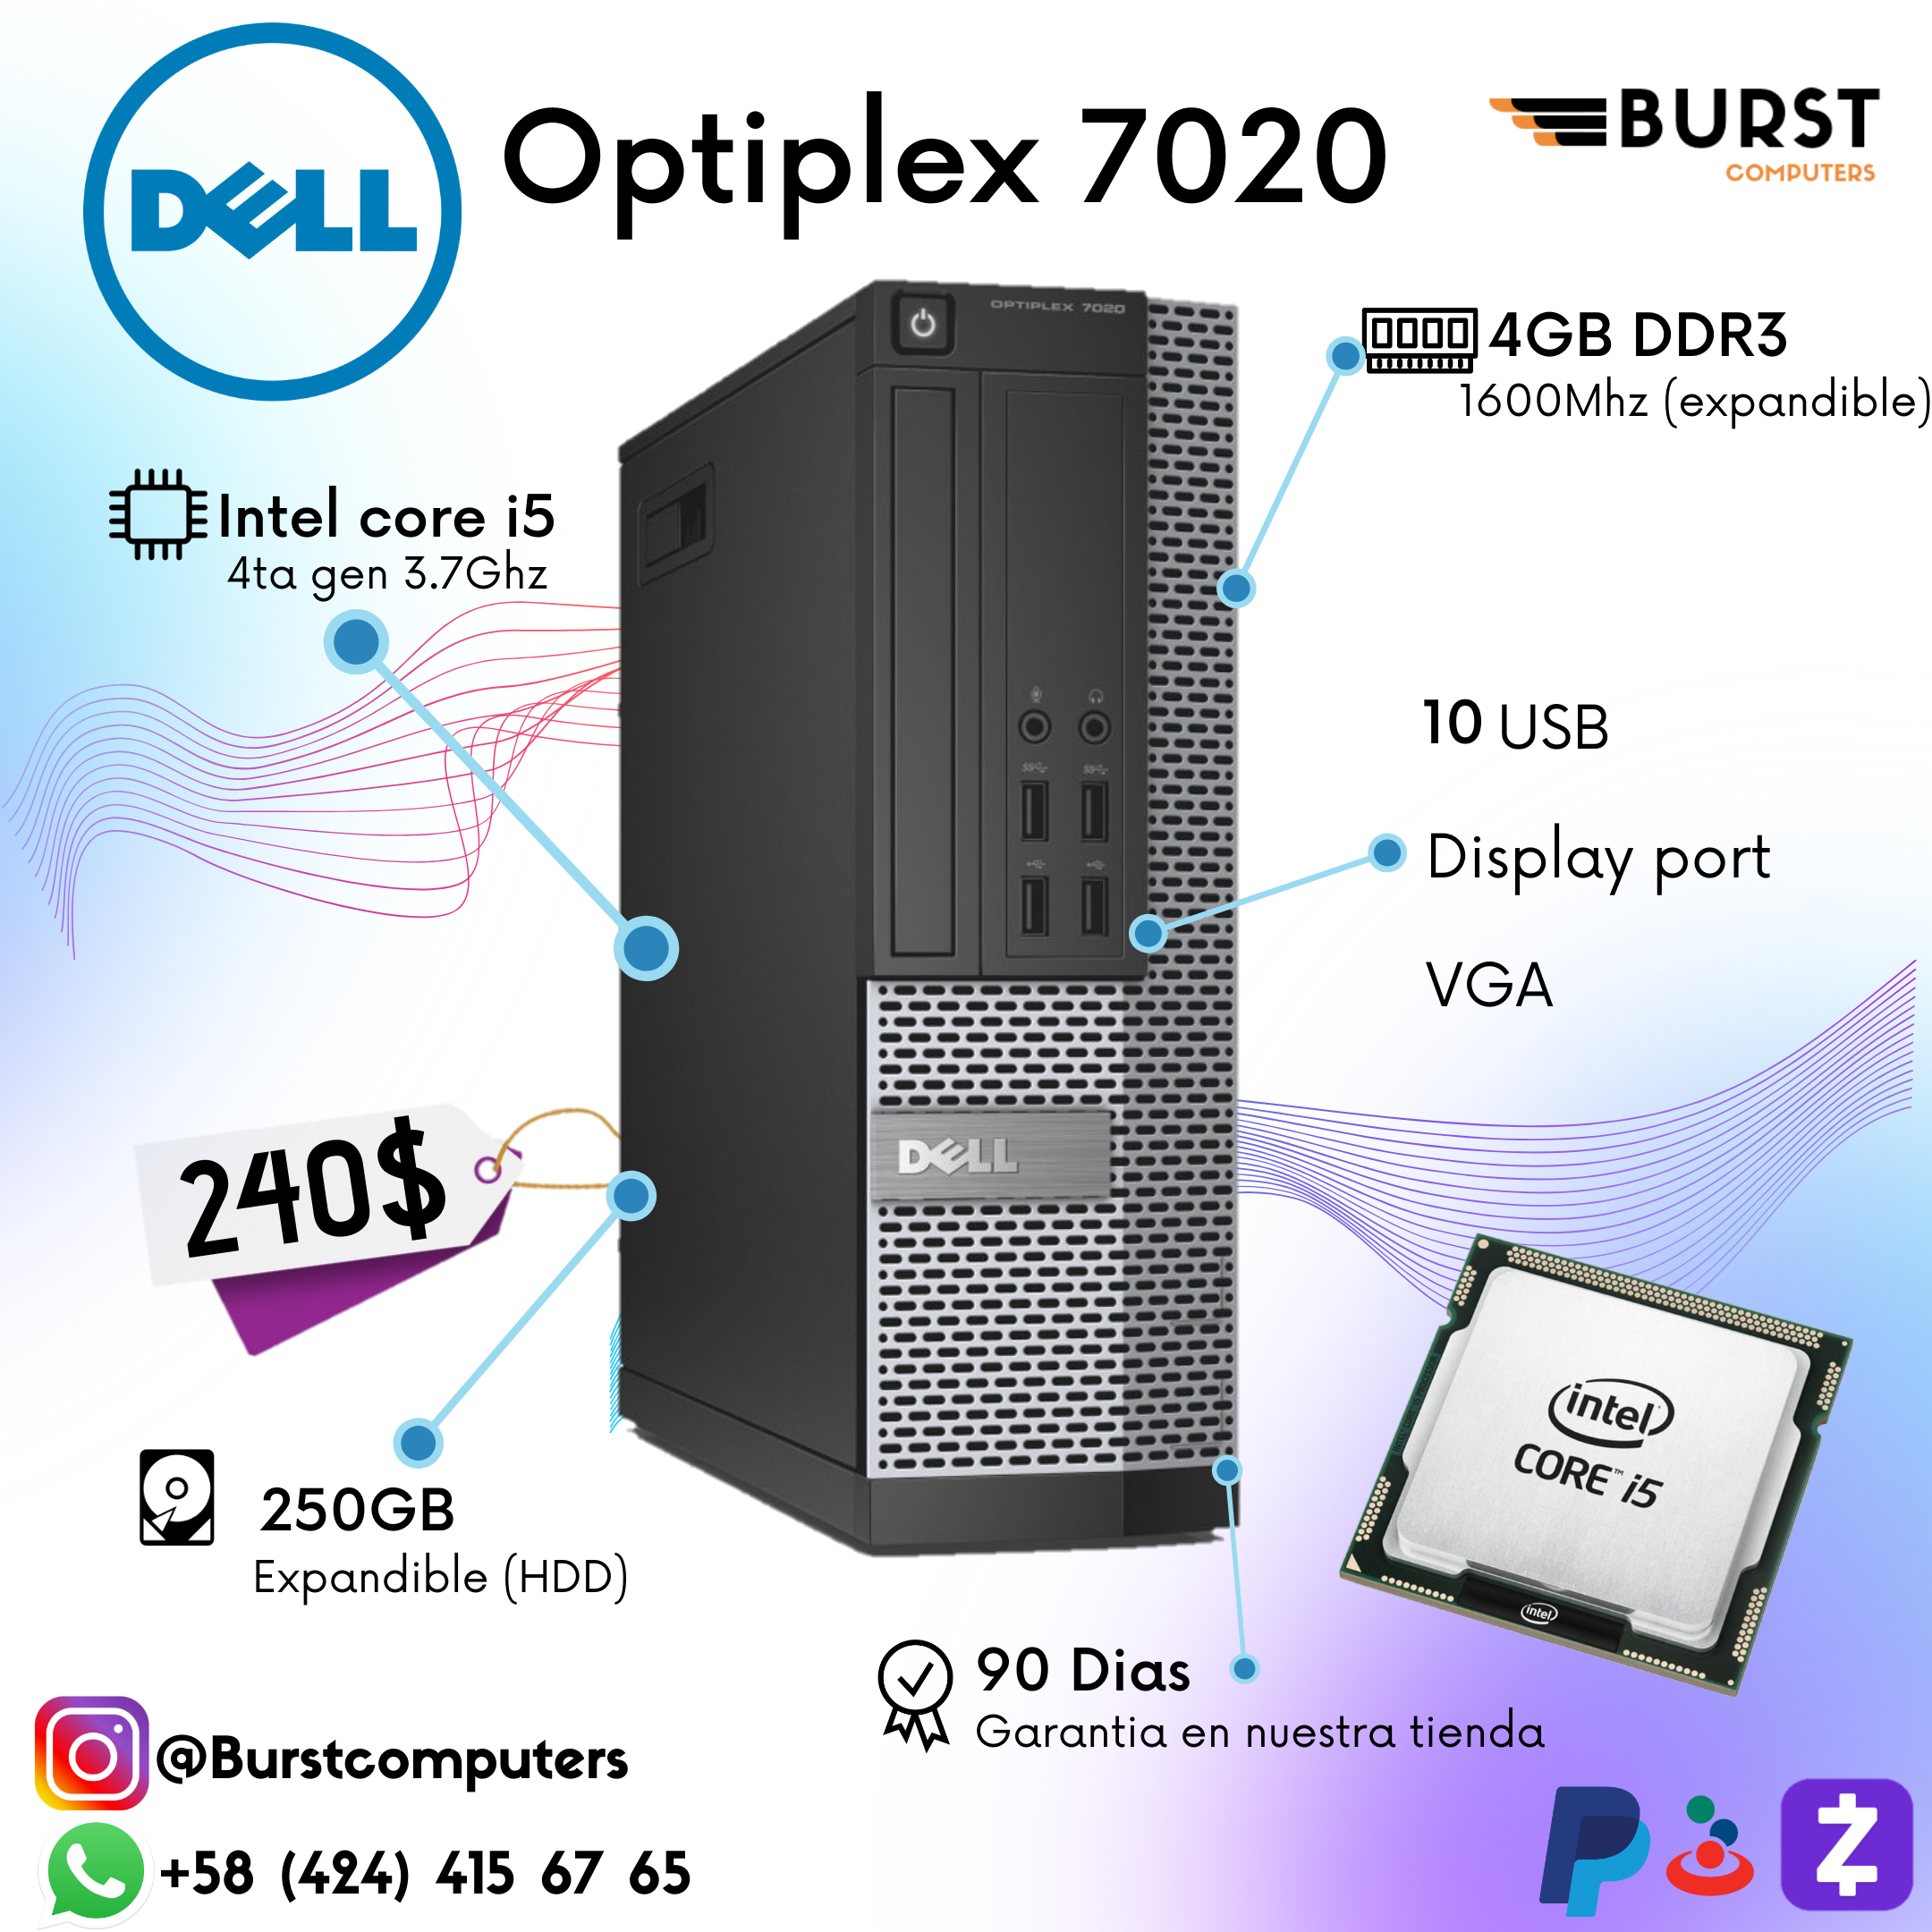 DELL
Optiplex 7020
BURST
COMPUTERS
OPTIPLEX 7020
4GB DDR3
1600Mhz (expandible)
Intel core i5
4ta gen 3.7Ghz
10 USB
Display port
VGA
240$
DELL
250GB
Expandible (HDD)
intel
CORE™ i5
intel
90 Dias
Garantia en nuestra tienda
@Burstcomputers
+58 (424) 415 67 65